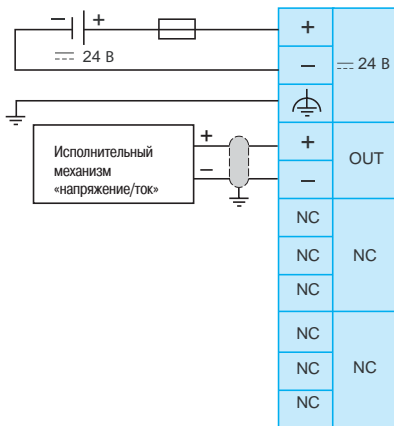 − + +
⎓ 24 В
− ⎓ 24 В
+ +
Исполнительный
механизм
«напряжение/ток»
− −
OUT
NC
NC NC
NC
NC
NC NC
NC